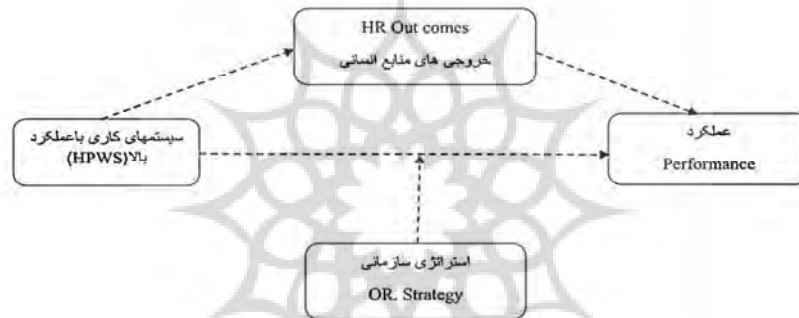 HR Out comes
خروجی های منابع انسانی
سیستمهای کاری باعملکرد
بالا(HPWS)
عملکرد
Performance
استراتژی سازمانی
OR. Strategy